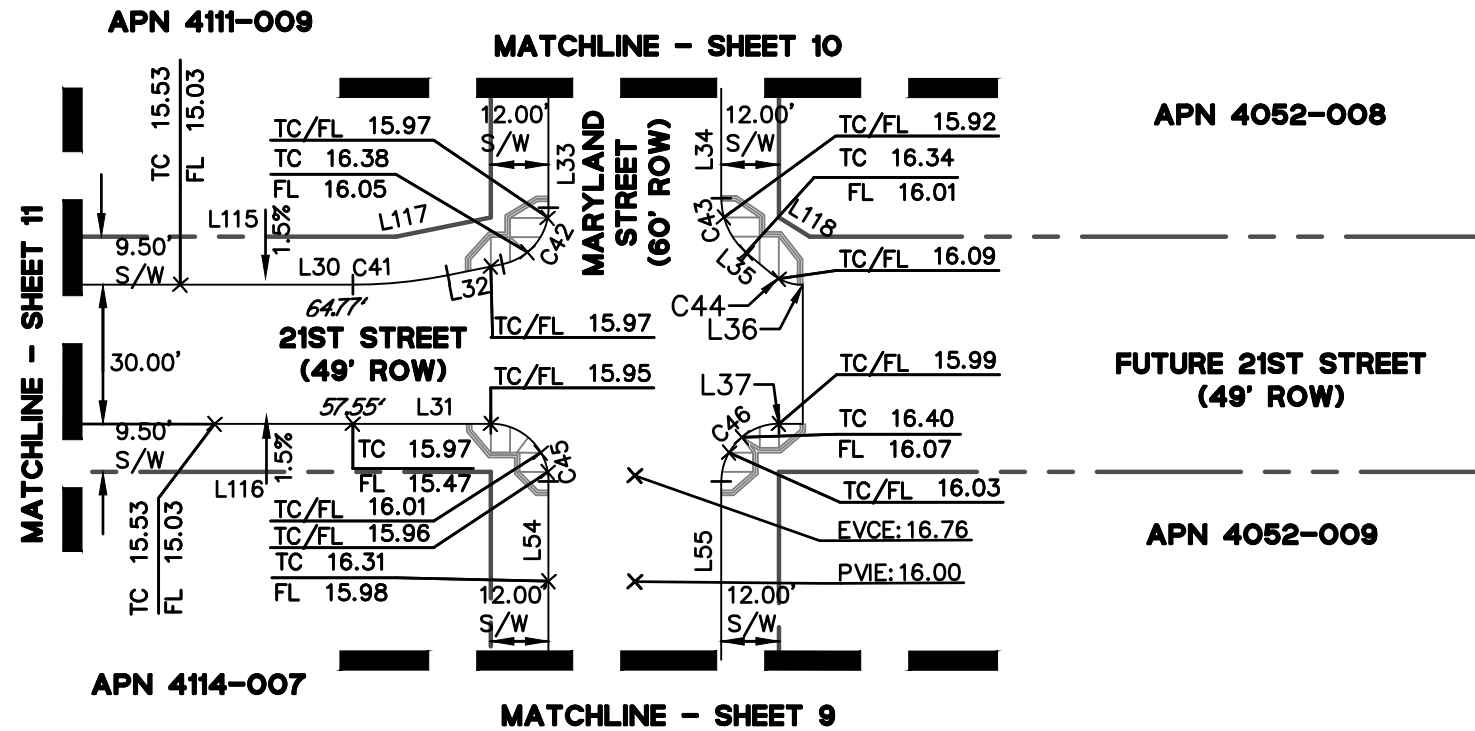 APN 4111-009
MATCHLINE - SHEET 10
TC 15.53
FL 15.03
12.00'
S/W
MARYLAND
STREET
(60' ROW)
L33
L34
12.00'
S/W
APN 4052-008
TC/FL 15.97
TC 16.38
FL 16.05
TC/FL 15.92
TC 16.34
FL 16.01
MATCHLINE - SHEET 11
L115
1.5%
L117
C42
C43
L118
9.50'
S/W
L30
C41
L32
L35
TC/FL 16.09
64.77'
C44
L36
21ST STREET
(49' ROW)
TC/FL 15.97
30.00'
TC/FL 15.95
L37
TC/FL 15.99
FUTURE 21ST STREET
(49' ROW)
57.55'
L31
C46
TC 16.40
FL 16.07
9.50'
S/W
1.5%
TC 15.97
FL 15.47
C45
L116
TC/FL 16.03
TC/FL 16.01
TC/FL 15.96
TC 16.31
FL 15.98
TC 15.53
FL 15.03
L54
L55
EVCE: 16.76
PVIE: 16.00
APN 4052-009
12.00'
S/W
12.00'
S/W
APN 4114-007
MATCHLINE - SHEET 9